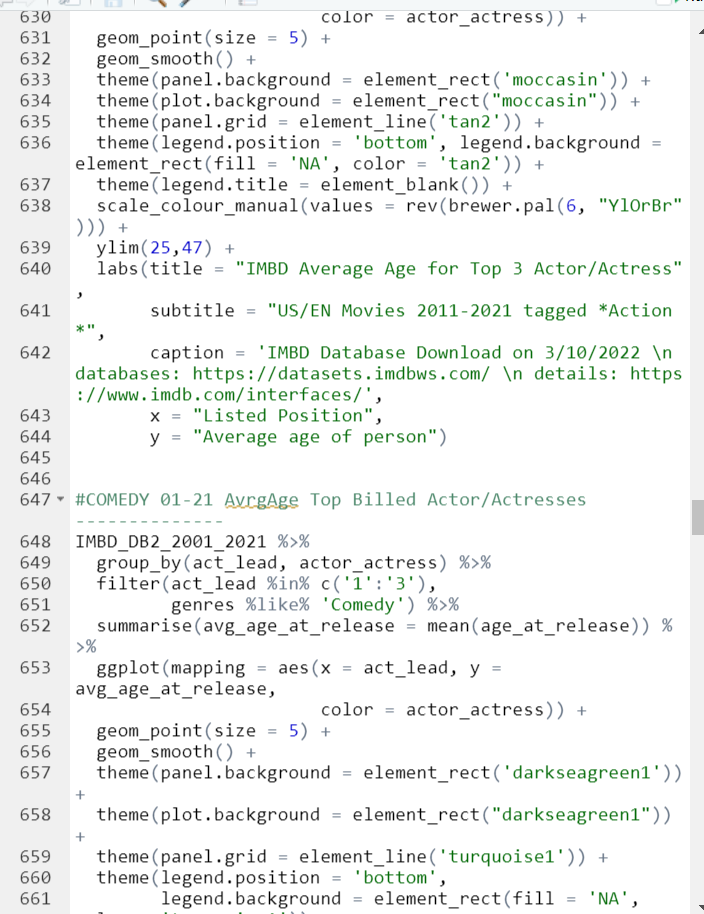 630 color = actor_actress)) +
631 geom_point(size = 5) +
632 geom_smooth() +
633 theme(panel.background = element_rect('moccasin')) +
634 theme(plot.background = element_rect("moccasin")) +
635 theme(panel.grid = element_line('tan2')) +
636 theme(legend.position = 'bottom', legend.background =
element_rect(fill = 'NA', color = 'tan2')) +
637 theme(legend.title = element_blank()) +
638 scale_colour_manual(values = rev(brewer.pal(6, "YlOrBr"
))) +
639 ylim(25,47) +
640 labs(title = "IMBD Average Age for Top 3 Actor/Actress"
,
641 subtitle = "US/EN Movies 2011-2021 tagged *Action
*",
642 caption = 'IMBD Database Download on 3/10/2022 \n
databases: https://datasets.imdbws.com/ \n details: https
://www.imdb.com/interfaces/',
643 x = "Listed Position",
644 y = "Average age of person")
645
646
647 #COMEDY 01-21 AvrgAge Top Billed Actor/Actresses
--------------
648 IMBD_DB2_2001_2021 %>%
649 group_by(act_lead, actor_actress) %>%
650 filter(act_lead %in% c('1':'3'),
651 genres %like% 'Comedy') %>%
652 summarise(avg_age_at_release = mean(age_at_release)) %
>%
653 ggplot(mapping = aes(x = act_lead, y =
avg_age_at_release,
654 color = actor_actress)) +
655 geom_point(size = 5) +
656 geom_smooth() +
657 theme(panel.background = element_rect('darkseagreen1'))
+
658 theme(plot.background = element_rect("darkseagreen1"))
+
659 theme(panel.grid = element_line('turquoise1')) +
660 theme(legend.position = 'bottom',
661 legend.background = element_rect(fill = 'NA',